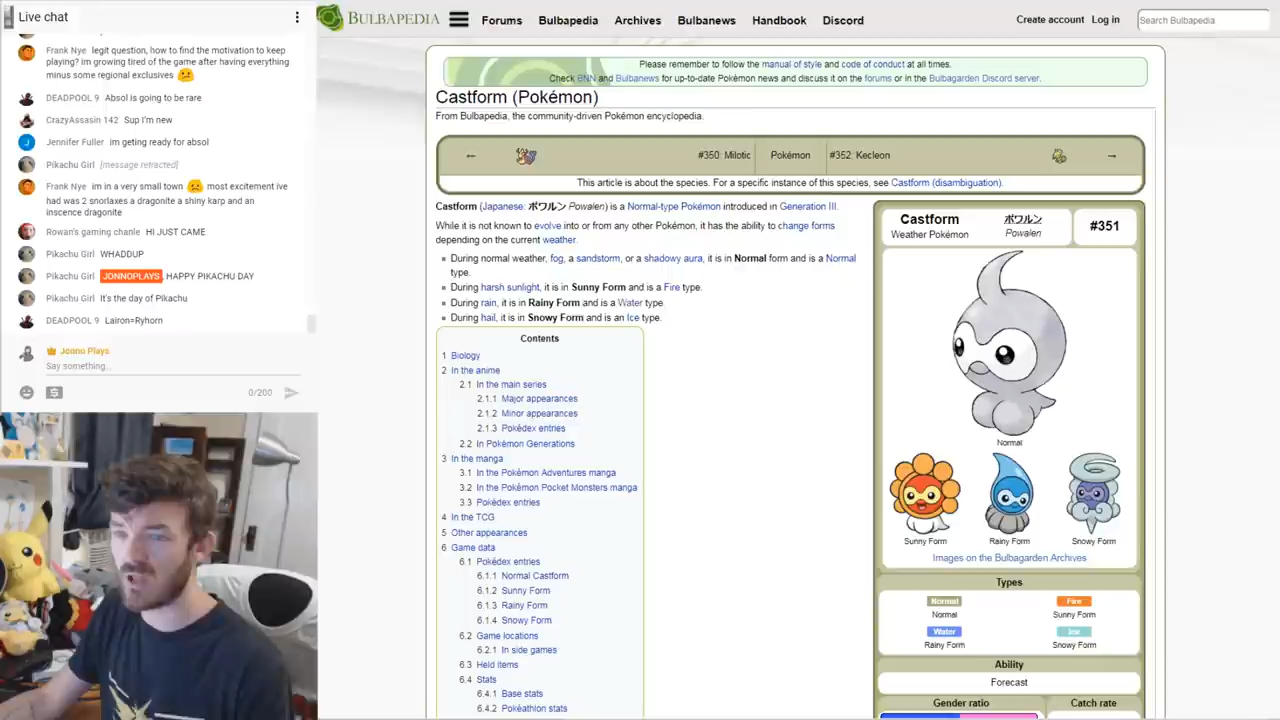 Live chat
Frank Nye legit question, how to find the motivation to keep
playing? im growing tired of the game after having everything
minus some regional exclusives
DEADPOOL 9 Absol is going to be rare
CrazyAssasin 142 Sup I'm new
Jennifer Fuller im geting ready for absol
Pikachu Girl [message retracted]
Frank Nye im in a very small town most excitement ive
had was 2 snorlaxes a dragonite a shiny karp and an
inscence dragonite
Rowan's gaming chanle HI JUST CAME
Pikachu Girl WHADDUP
Pikachu Girl JONNOPLAYS HAPPY PIKACHU DAY
Pikachu Girl It's the day of Pikachu
DEADPOOL 9 Lairon=Ryhorn
Jonno Plays
Say something...
0/200
BULBAPEDIA Forums Bulbapedia Archives Bulbanews Handbook Discord Create account Log in Search Bulbapedia
Please remember to follow the manual of style and code of conduct at all times.
Check BNN and Bulbanews for up-to-date Pokémon news and discuss it on the forums or in the Bulbagarden Discord server.
Castform (Pokémon)
From Bulbapedia, the community-driven Pokémon encyclopedia.
← #350: Milotic Pokémon #352: Kecleon →
This article is about the species. For a specific instance of this species, see Castform (disambiguation).
Castform (Japanese: ポワルン Powalen) is a Normal-type Pokémon introduced in Generation III.
While it is not known to evolve into or from any other Pokémon, it has the ability to change forms
depending on the current weather.
During normal weather, fog, a sandstorm, or a shadowy aura, it is in Normal form and is a Normal
type.
During harsh sunlight, it is in Sunny Form and is a Fire type.
During rain, it is in Rainy Form and is a Water type.
During hail, it is in Snowy Form and is an Ice type.
Contents
1 Biology
2 In the anime
2.1 In the main series
2.1.1 Major appearances
2.1.2 Minor appearances
2.1.3 Pokédex entries
2.2 In Pokémon Generations
3 In the manga
3.1 In the Pokémon Adventures manga
3.2 In the Pokémon Pocket Monsters manga
3.3 Pokédex entries
4 In the TCG
5 Other appearances
6 Game data
6.1 Pokédex entries
6.1.1 Normal Castform
6.1.2 Sunny Form
6.1.3 Rainy Form
6.1.4 Snowy Form
6.2 Game locations
6.2.1 In side games
6.3 Held items
6.4 Stats
6.4.1 Base stats
6.4.2 Pokéathlon stats
Castform ポワルン #351
Weather Pokémon Powalen
Normal
Sunny Form Rainy Form Snowy Form
Images on the Bulbagarden Archives
Types
Normal Fire
Normal Sunny Form
Water Ice
Rainy Form Snowy Form
Ability
Forecast
Gender ratio Catch rate